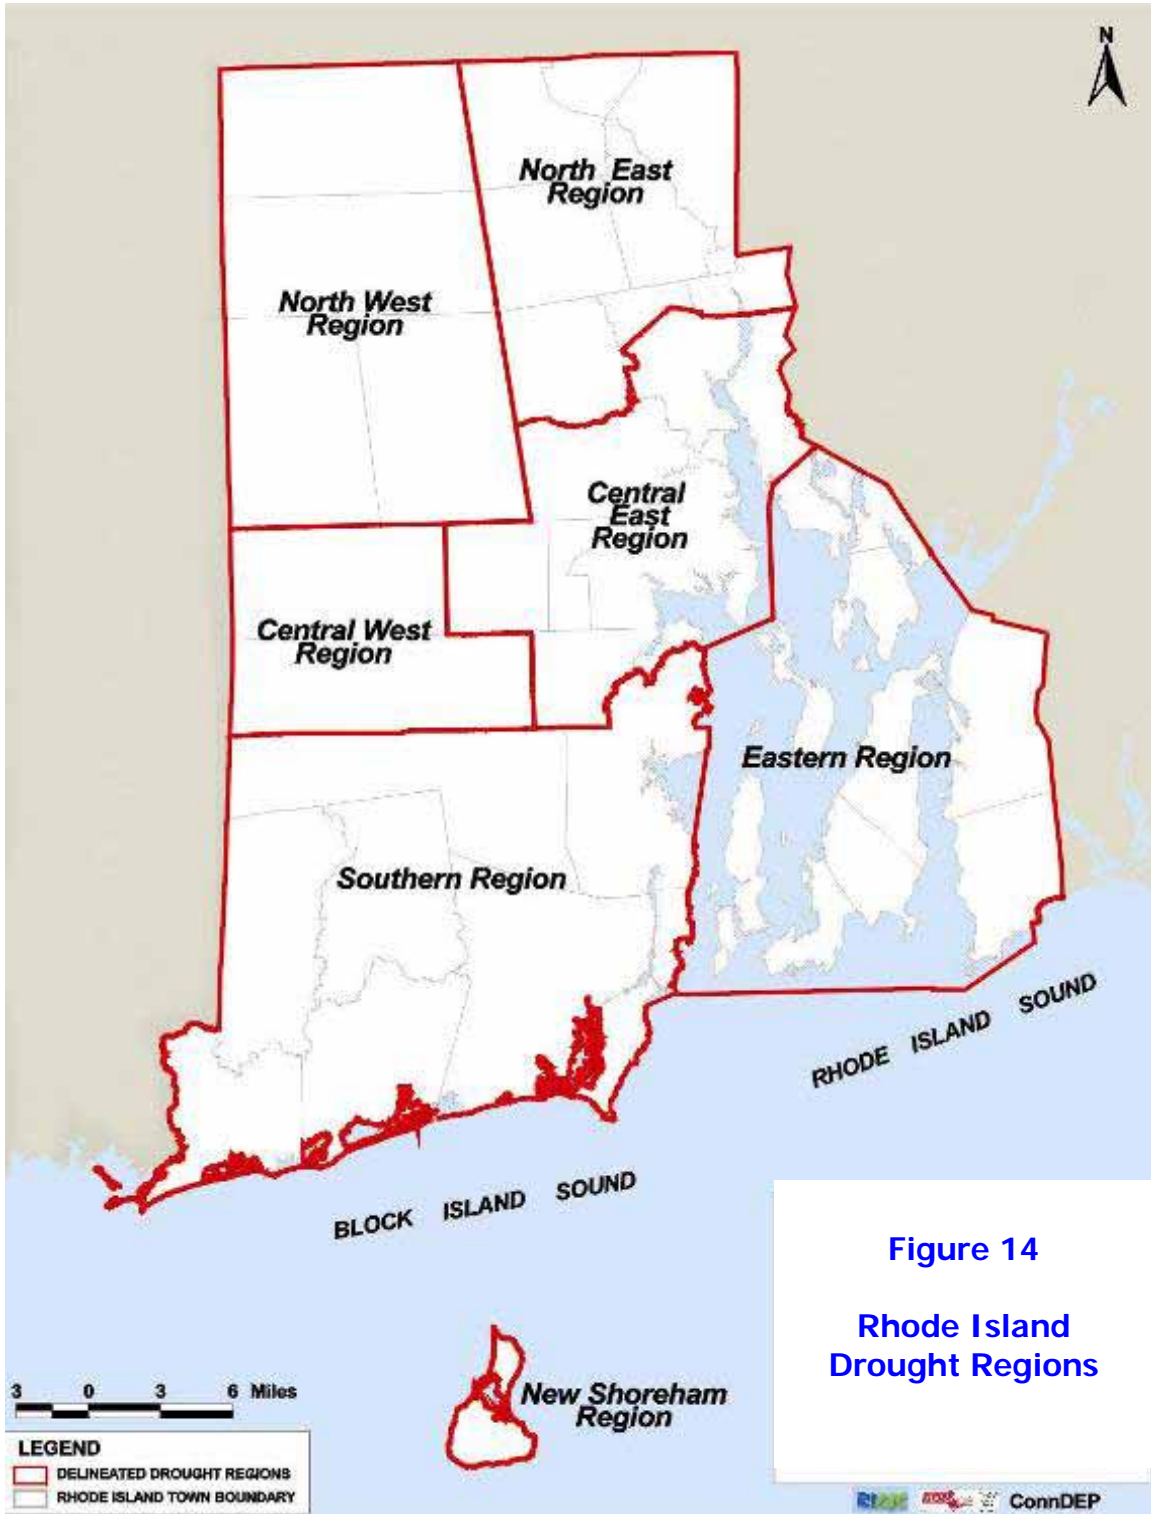 N
North East
Region
North West
Region
Central
East
Region
Central West
Region
Eastern Region
Southern Region
RHODE ISLAND SOUND
BLOCK ISLAND SOUND
Figure 14
Rhode Island
Drought Regions
New Shoreham
Region
3 0 3 6 Miles
LEGEND
DELINEATED DROUGHT REGIONS
RHODE ISLAND TOWN BOUNDARY
ConnDEP